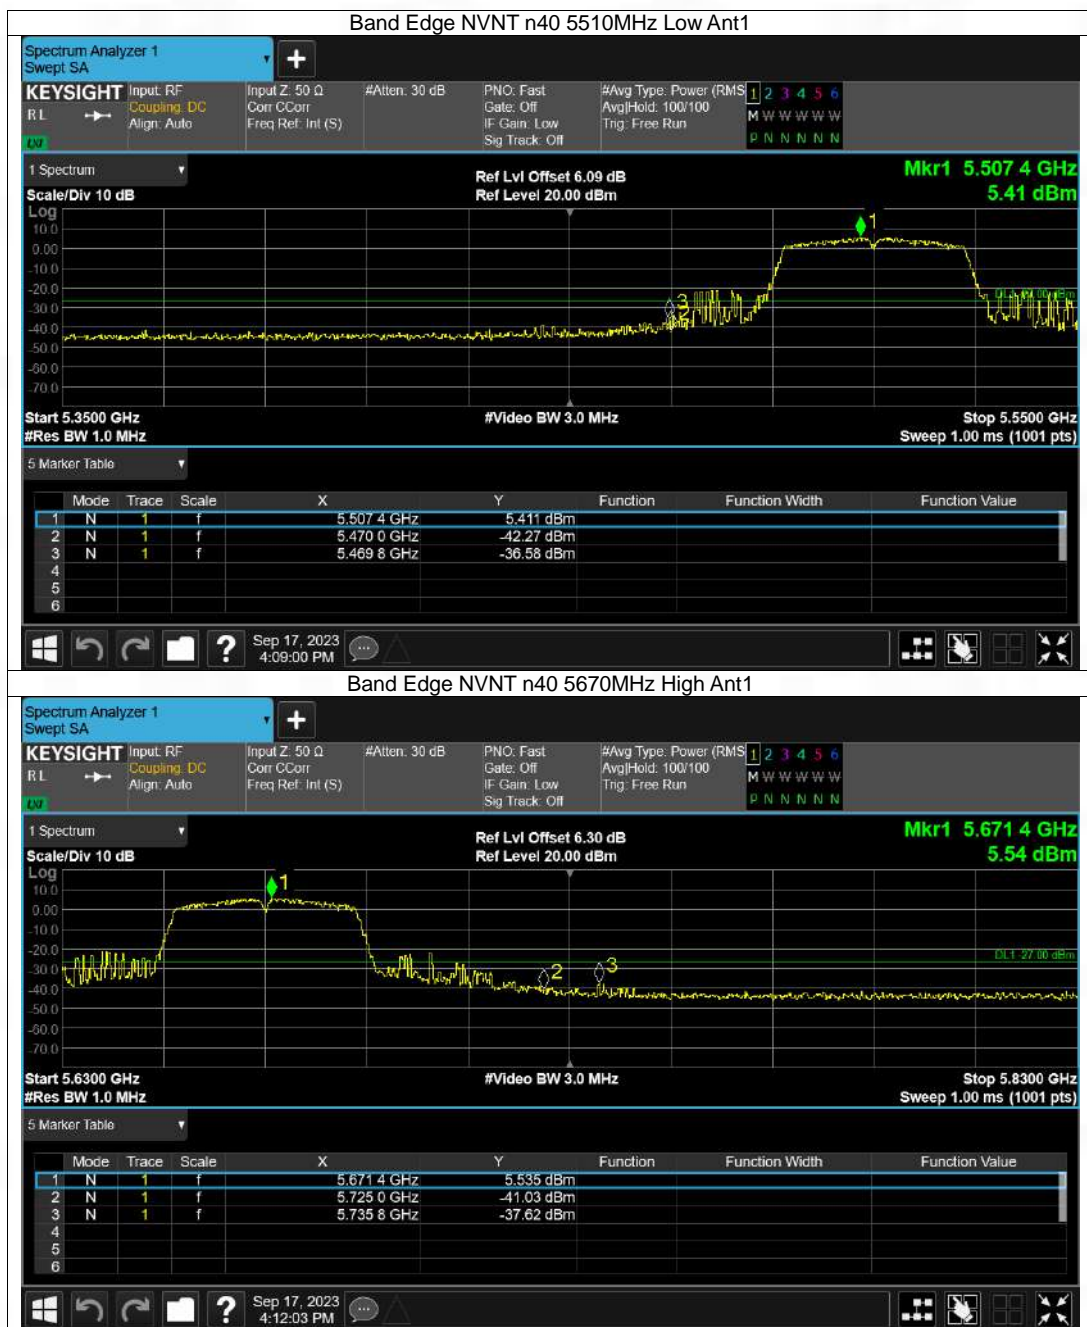 Band Edge NVNT n40 5510MHz Low Ant1
Spectrum Analyzer 1
Swept SA
+
KEYSIGHT Input: RF Input Z: 50 Ω #Atten: 30 dB PNO: Fast #Avg Type: Power (RMS 1 2 3 4 5 6
RL Coupling: DC Corr CCorr Gate: Off Avg|Hold: 100/100 M W W W W W
Align: Auto Freq Ref: Int (S) IF Gain: Low Trig: Free Run
LXI Sig Track: Off P N N N N N
1 Spectrum
Ref Lvl Offset 6.09 dB Mkr1 5.507 4 GHz
Scale/Div 10 dB Ref Level 20.00 dBm 5.41 dBm
Log
10.0
0.00
-10.0
-20.0
-30.0
-40.0
-50.0
-60.0
-70.0
1
3
2
Start 5.3500 GHz #Video BW 3.0 MHz Stop 5.5500 GHz
#Res BW 1.0 MHz Sweep 1.00 ms (1001 pts)
5 Marker Table
Mode Trace Scale X Y Function Function Width Function Value
1 N 1 f 5.507 4 GHz 5.411 dBm
2 N 1 f 5.470 0 GHz -42.27 dBm
3 N 1 f 5.469 8 GHz -36.58 dBm
4
5
6
? Sep 17, 2023
4:09:00 PM
Band Edge NVNT n40 5670MHz High Ant1
Spectrum Analyzer 1
Swept SA
+
KEYSIGHT Input: RF Input Z: 50 Ω #Atten: 30 dB PNO: Fast #Avg Type: Power (RMS 1 2 3 4 5 6
RL Coupling: DC Corr CCorr Gate: Off Avg|Hold: 100/100 M W W W W W
Align: Auto Freq Ref: Int (S) IF Gain: Low Trig: Free Run
LXI Sig Track: Off P N N N N N
1 Spectrum
Ref Lvl Offset 6.30 dB Mkr1 5.671 4 GHz
Scale/Div 10 dB Ref Level 20.00 dBm 5.54 dBm
Log
10.0
0.00
-10.0
-20.0
-30.0
-40.0
-50.0
-60.0
-70.0
1
DL1 -27.00 dBm
2
3
Start 5.6300 GHz #Video BW 3.0 MHz Stop 5.8300 GHz
#Res BW 1.0 MHz Sweep 1.00 ms (1001 pts)
5 Marker Table
Mode Trace Scale X Y Function Function Width Function Value
1 N 1 f 5.671 4 GHz 5.535 dBm
2 N 1 f 5.725 0 GHz -41.03 dBm
3 N 1 f 5.735 8 GHz -37.62 dBm
4
5
6
? Sep 17, 2023
4:12:03 PM